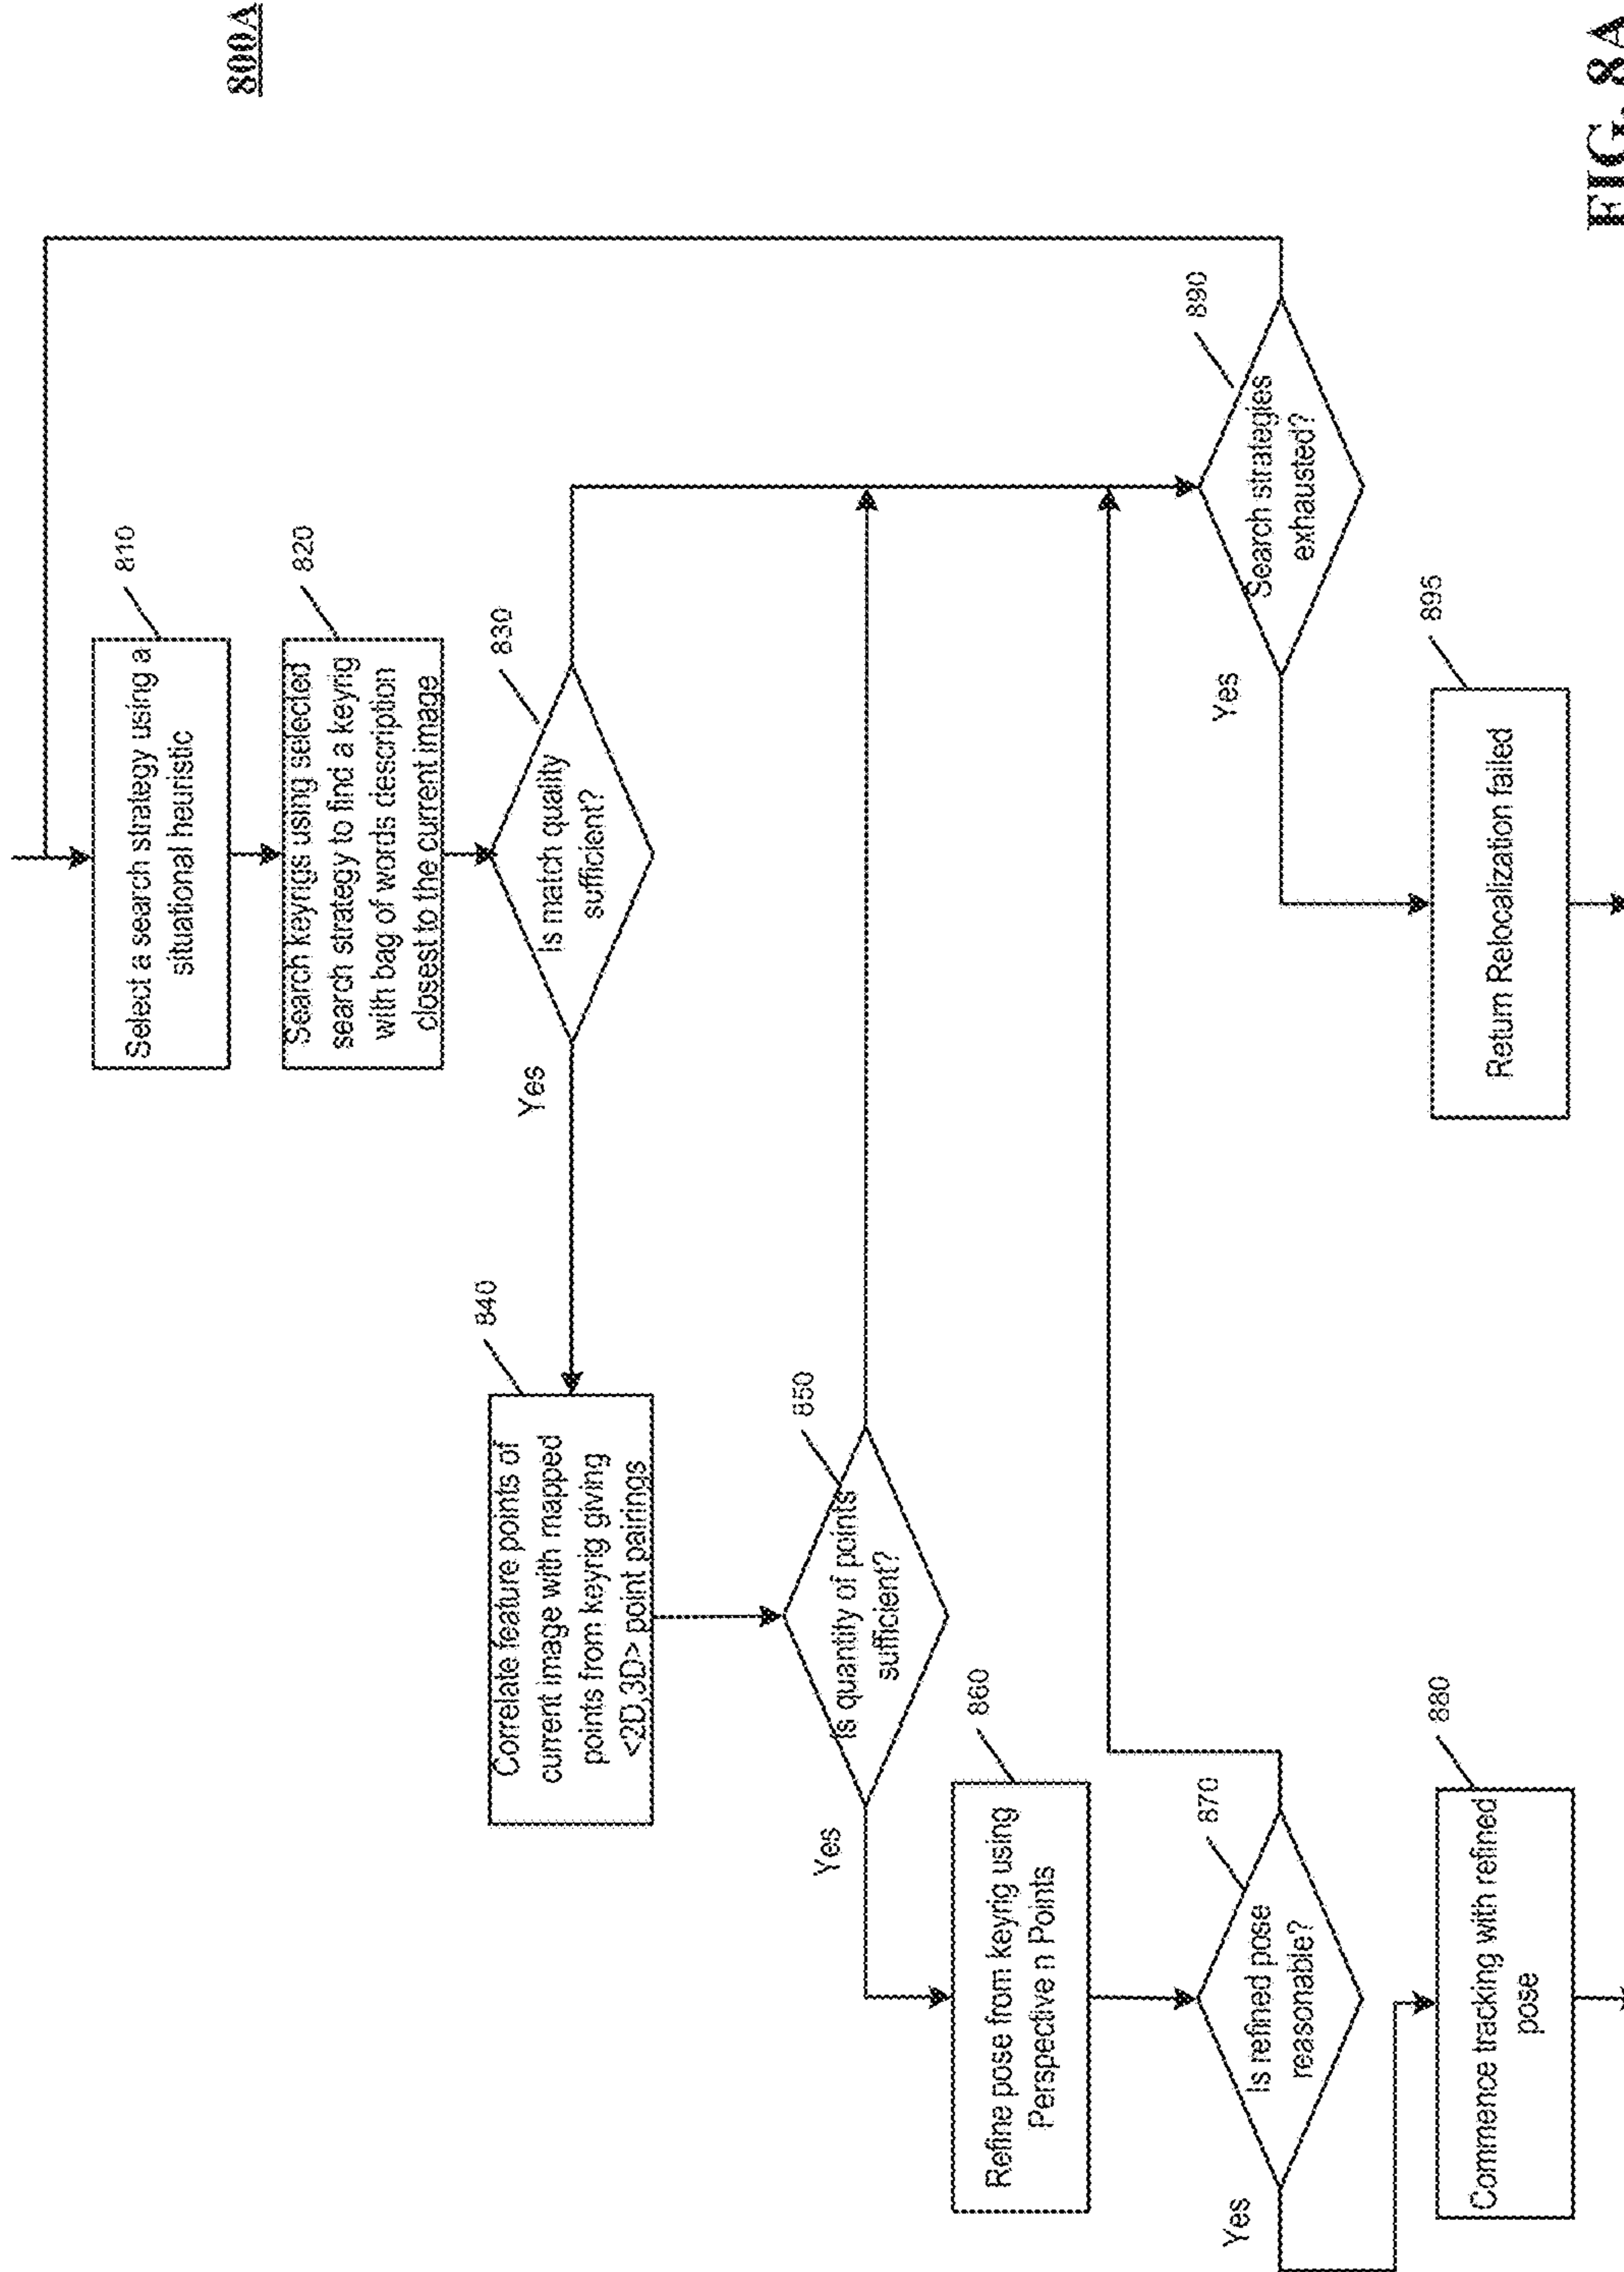 800A
810
Select a search strategy using a
situational heuristic
820
Search keyrigs using selected
search strategy to find a keyrig
with bag of words description
closest to the current image
830
Is match quality
sufficient?
Yes
840
Correlate feature points of
current image with mapped
points from keyrig giving
<2D,3D> point pairings
850
Is quantity of points
sufficient?
Yes
860
Refine pose from keyrig using
Perspective n Points
870
Is refined pose
reasonable?
Yes
880
Commence tracking with refined
pose
890
Search strategies
exhausted?
Yes
895
Return Relocalization failed
FIG. 8A